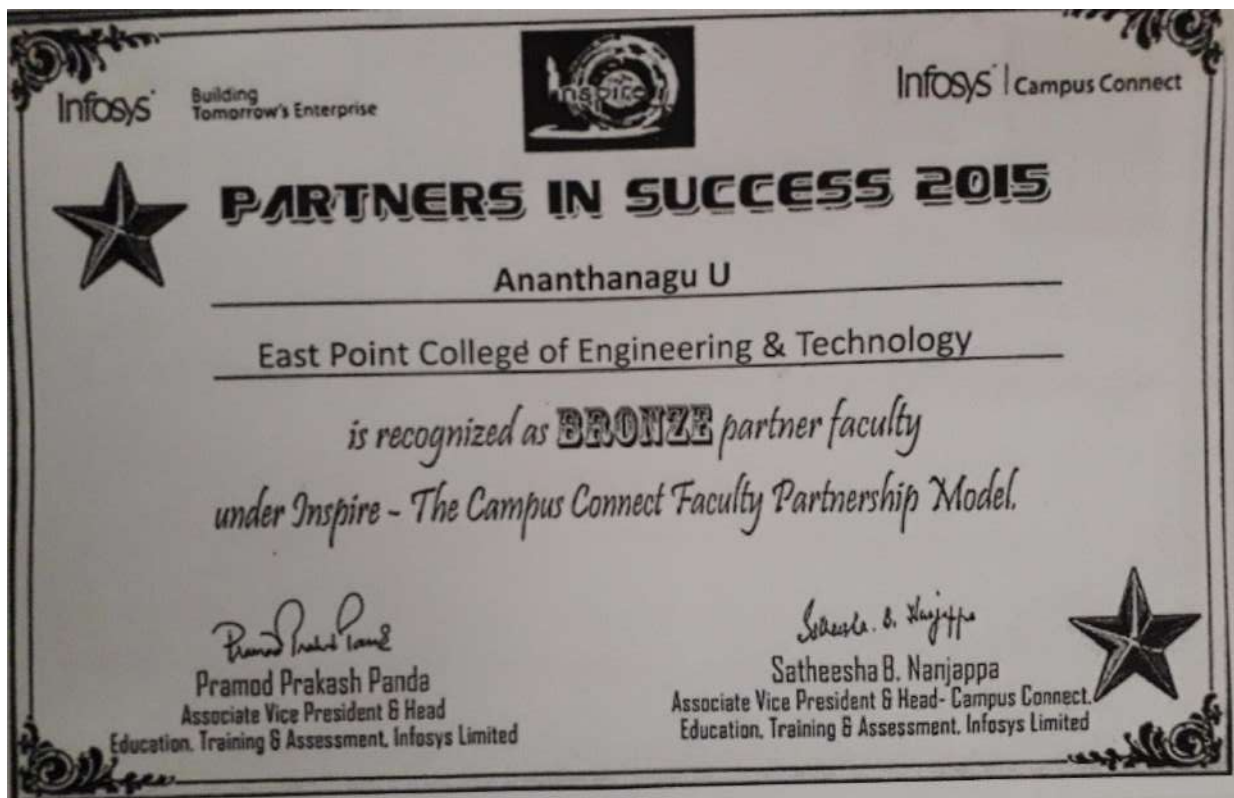 Infosys
Building
Tomorrow's Enterprise
Inspire
Infosys | Campus Connect
PARTNERS IN SUCCESS 2015
Ananthanagu U
East Point College of Engineering & Technology
is recognized as BRONZE partner faculty
under Inspire - The Campus Connect Faculty Partnership Model.
Pramod Prakash Panda
Associate Vice President & Head
Education, Training & Assessment, Infosys Limited
Satheesha B. Nanjappa
Satheesha B. Nanjappa
Associate Vice President & Head- Campus Connect.
Education, Training & Assessment, Infosys Limited